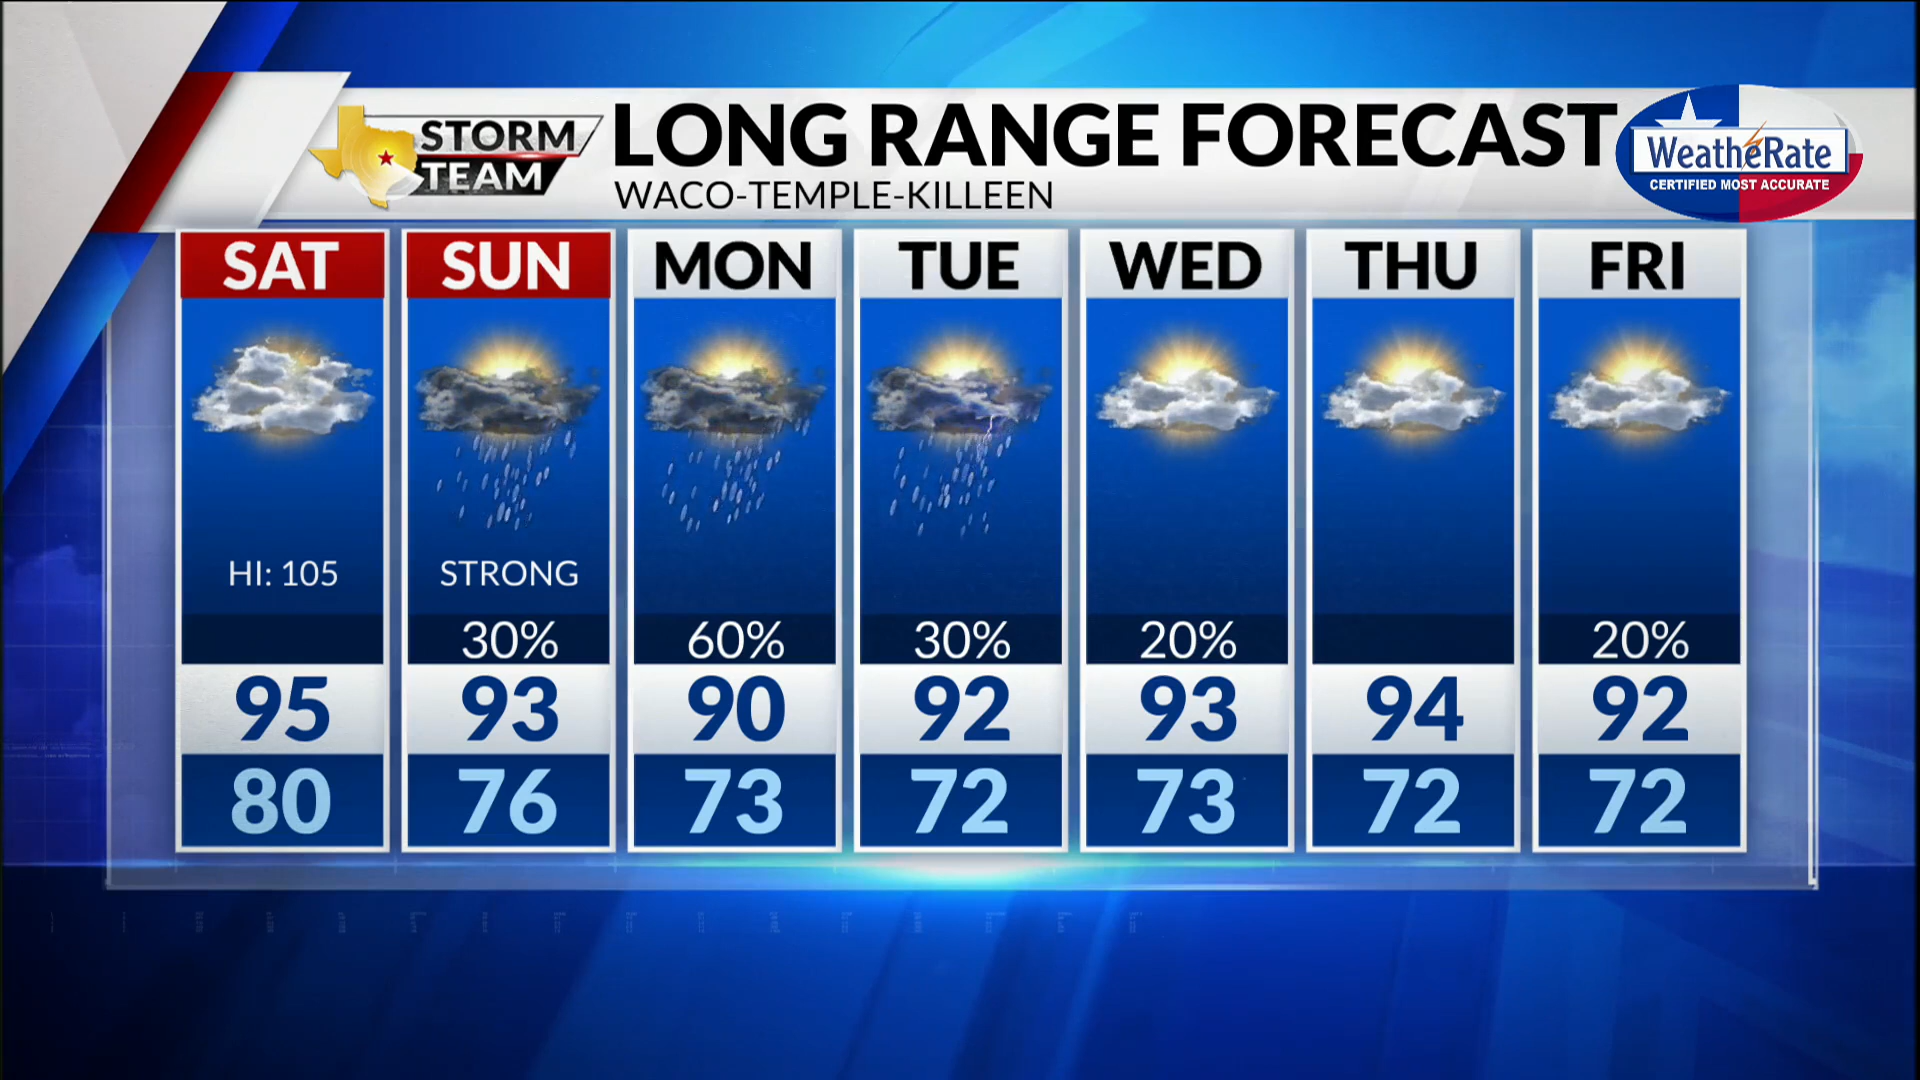 STORM
TEAM
LONG RANGE FORECAST
WACO-TEMPLE-KILLEEN
WeatheRate
CERTIFIED MOST ACCURATE
SAT SUN MON TUE WED THU FRI
HI: 105 STRONG
30% 60% 30% 20% 20%
95 93 90 92 93 94 92
80 76 73 72 73 72 72